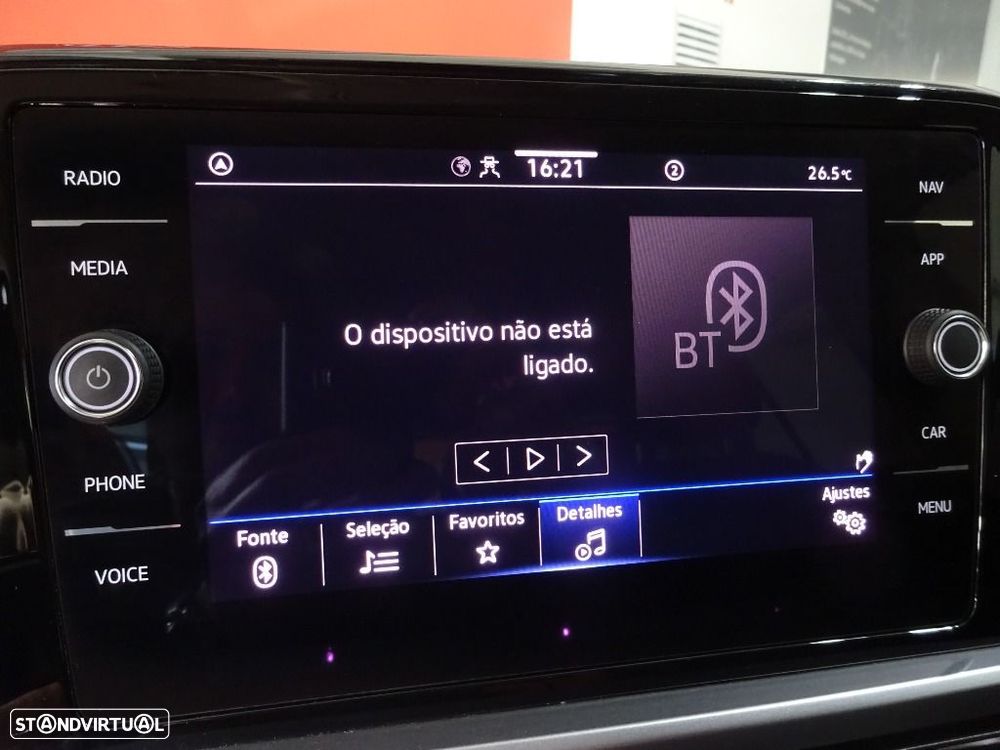 RADIO
MEDIA
PHONE
VOICE
16:21
2
26.5°C
O dispositivo não está
ligado.
BT
Fonte
Seleção
Favoritos
Detalhes
Ajustes
NAV
APP
CAR
MENU
STANDVIRTUAL